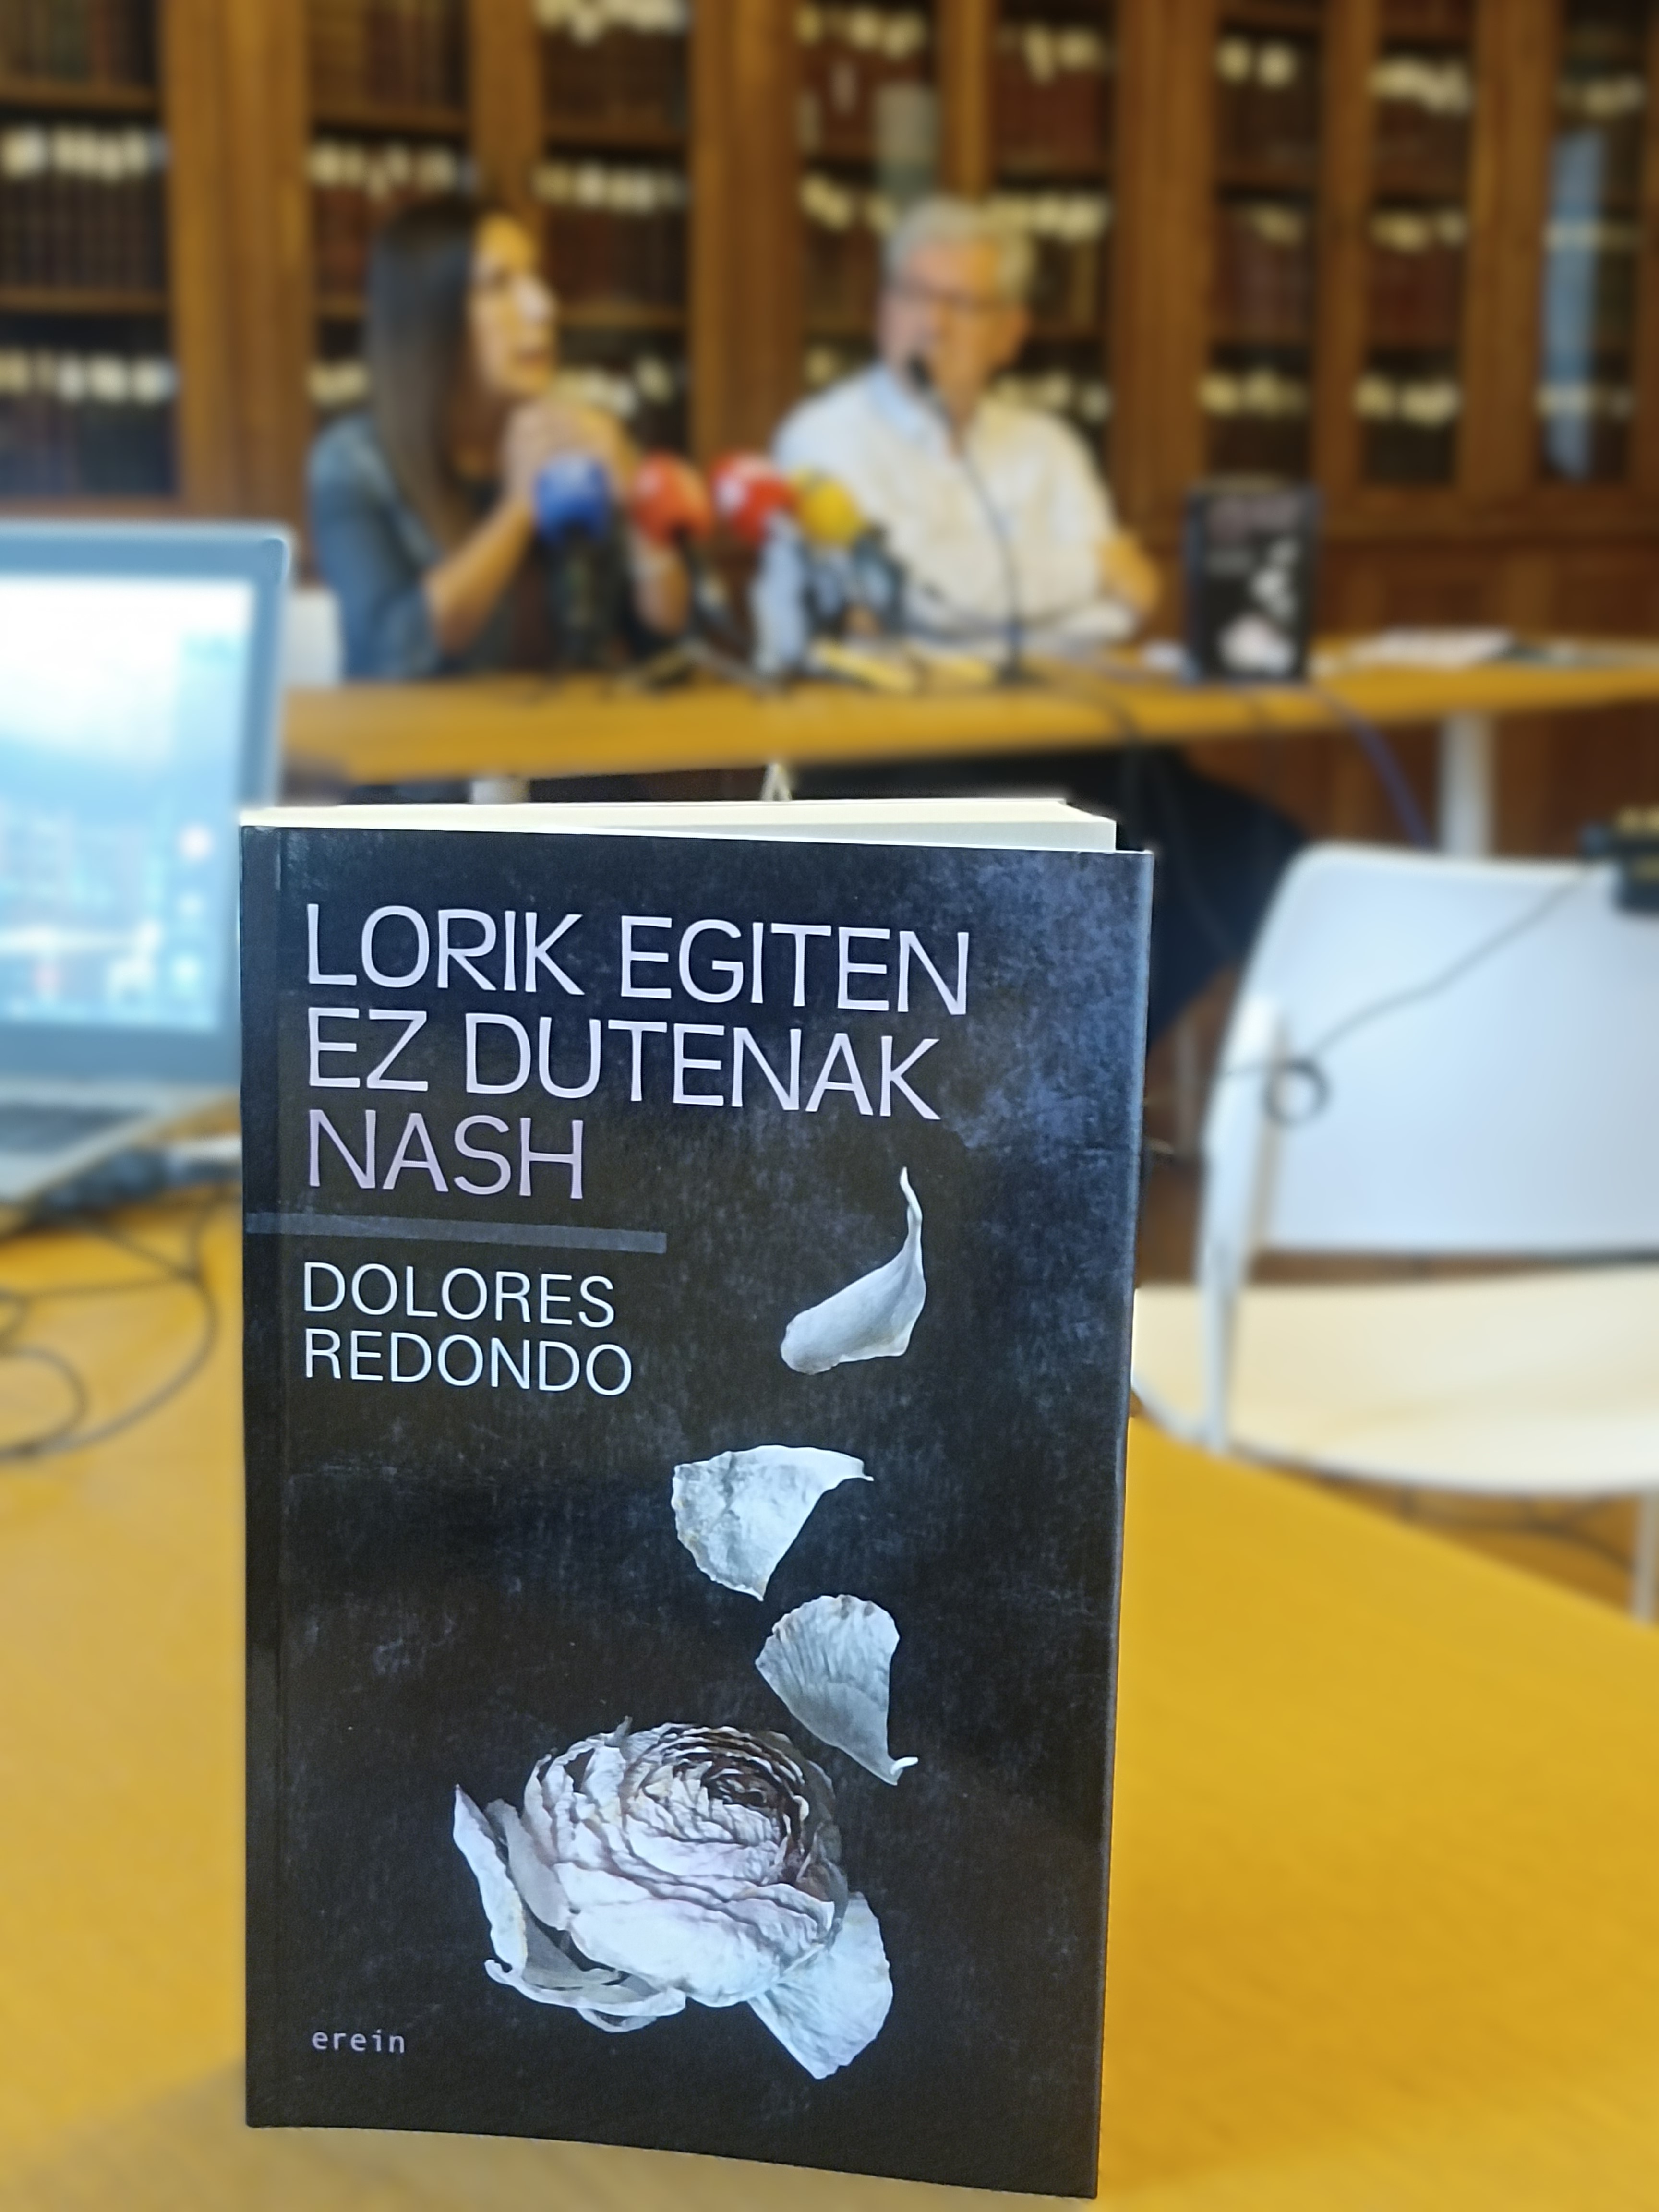 LORIK EGITEN
EZ DUTENAK
NASH
DOLORES
REDONDO
erein